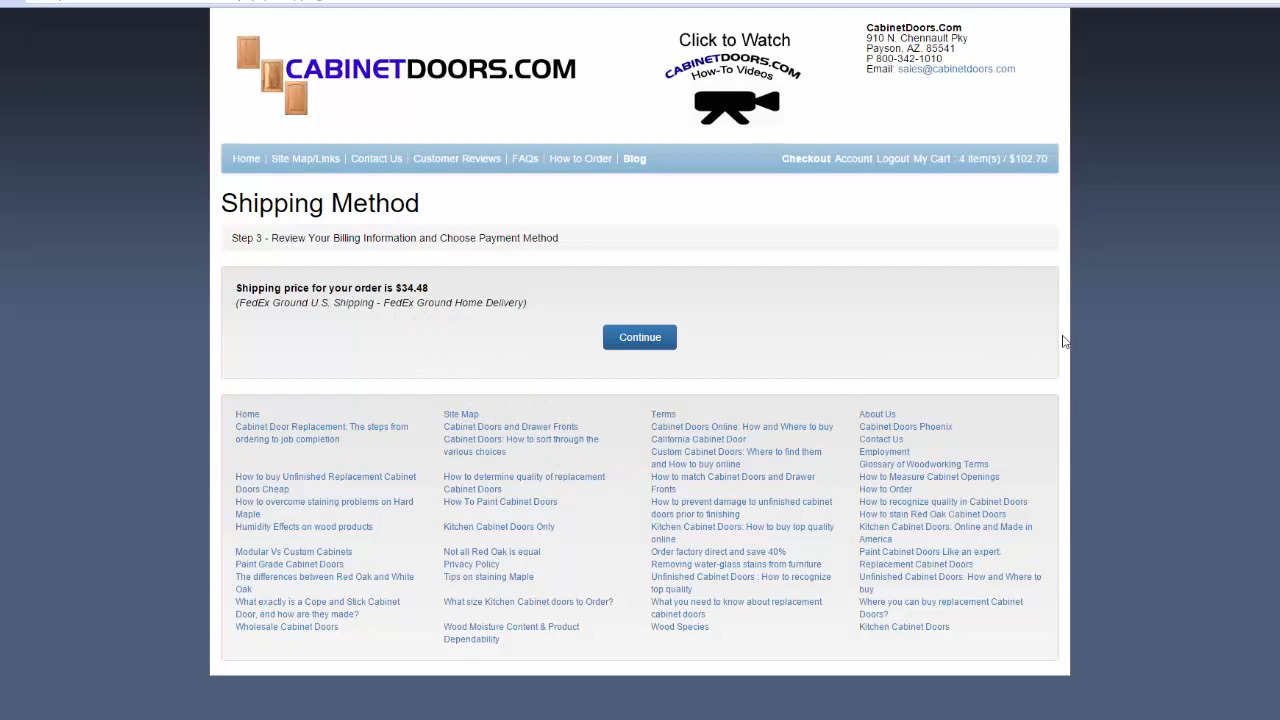 CABINETDOORS.COM
Click to Watch
CABINETDOORS.COM
How-To Videos
CabinetDoors.Com
910 N. Chennault Pky
Payson, AZ. 85541
P 800-342-1010
Email: sales@cabinetdoors.com
Home | Site Map/Links | Contact Us | Customer Reviews | FAQs | How to Order | Blog
Checkout Account Logout My Cart : 4 item(s) / $102.70
Shipping Method
Step 3 - Review Your Billing Information and Choose Payment Method
Shipping price for your order is $34.48
(FedEx Ground U.S. Shipping - FedEx Ground Home Delivery)
Continue
Home
Site Map
Terms
About Us
Cabinet Door Replacement: The steps from
ordering to job completion
Cabinet Doors and Drawer Fronts
Cabinet Doors: How to sort through the
various choices
Cabinet Doors Online: How and Where to buy
California Cabinet Door
Custom Cabinet Doors: Where to find them
and How to buy online
Cabinet Doors Phoenix
Contact Us
Employment
Glossary of Woodworking Terms
How to buy Unfinished Replacement Cabinet
Doors Cheap
How to determine quality of replacement
Cabinet Doors
How to match Cabinet Doors and Drawer
Fronts
How to Measure Cabinet Openings
How to Order
How to overcome staining problems on Hard
Maple
How To Paint Cabinet Doors
How to prevent damage to unfinished cabinet
doors prior to finishing
How to recognize quality in Cabinet Doors
How to stain Red Oak Cabinet Doors
Humidity Effects on wood products
Kitchen Cabinet Doors Only
Kitchen Cabinet Doors: How to buy top quality
online
Kitchen Cabinet Doors. Online and Made in
America
Modular Vs Custom Cabinets
Not all Red Oak is equal
Order factory direct and save 40%
Paint Cabinet Doors Like an expert:
Paint Grade Cabinet Doors
Privacy Policy
Removing water-glass stains from furniture
Replacement Cabinet Doors
The differences between Red Oak and White
Oak
Tips on staining Maple
Unfinished Cabinet Doors : How to recognize
top quality
Unfinished Cabinet Doors: How and Where to
buy
What exactly is a Cope and Stick Cabinet
Door, and how are they made?
What size Kitchen Cabinet doors to Order?
What you need to know about replacement
cabinet doors
Where you can buy replacement Cabinet
Doors?
Wholesale Cabinet Doors
Wood Moisture Content & Product
Dependability
Wood Species
Kitchen Cabinet Doors